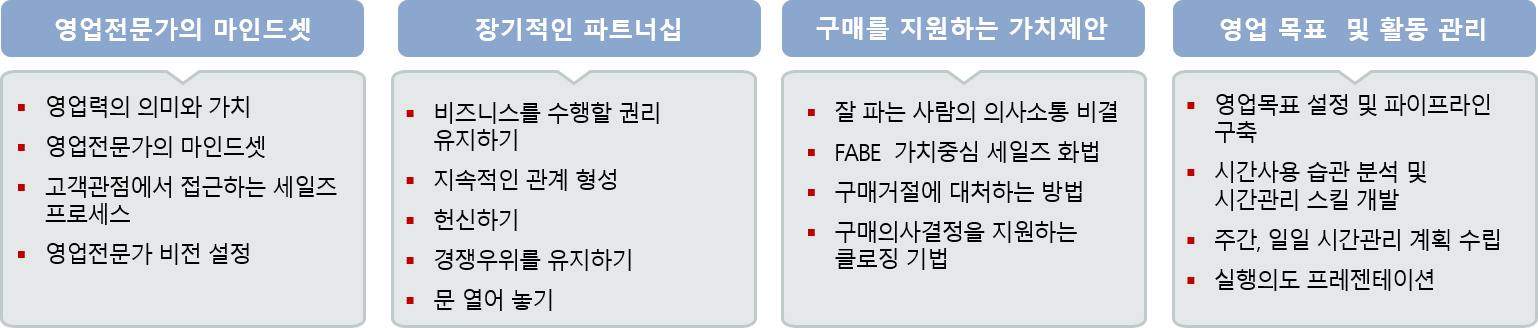 영업전문가의 마인드셋
영업력의 의미와 가치
영업전문가의 마인드셋
고객관점에서 접근하는 세일즈
프로세스
영업전문가 비전 설정
장기적인 파트너십
비즈니스를 수행할 권리
유지하기
지속적인 관계 형성
헌신하기
경쟁우위를 유지하기
문 열어 놓기
구매를 지원하는 가치제안
잘 파는 사람의 의사소통 비결
FABE 가치중심 세일즈 화법
구매거절에 대처하는 방법
구매의사결정을 지원하는
클로징 기법
영업 목표 및 활동 관리
영업목표 설정 및 파이프라인
구축
시간사용 습관 분석 및
시간관리 스킬 개발
주간, 일일 시간관리 계획 수립
실행의도 프레젠테이션